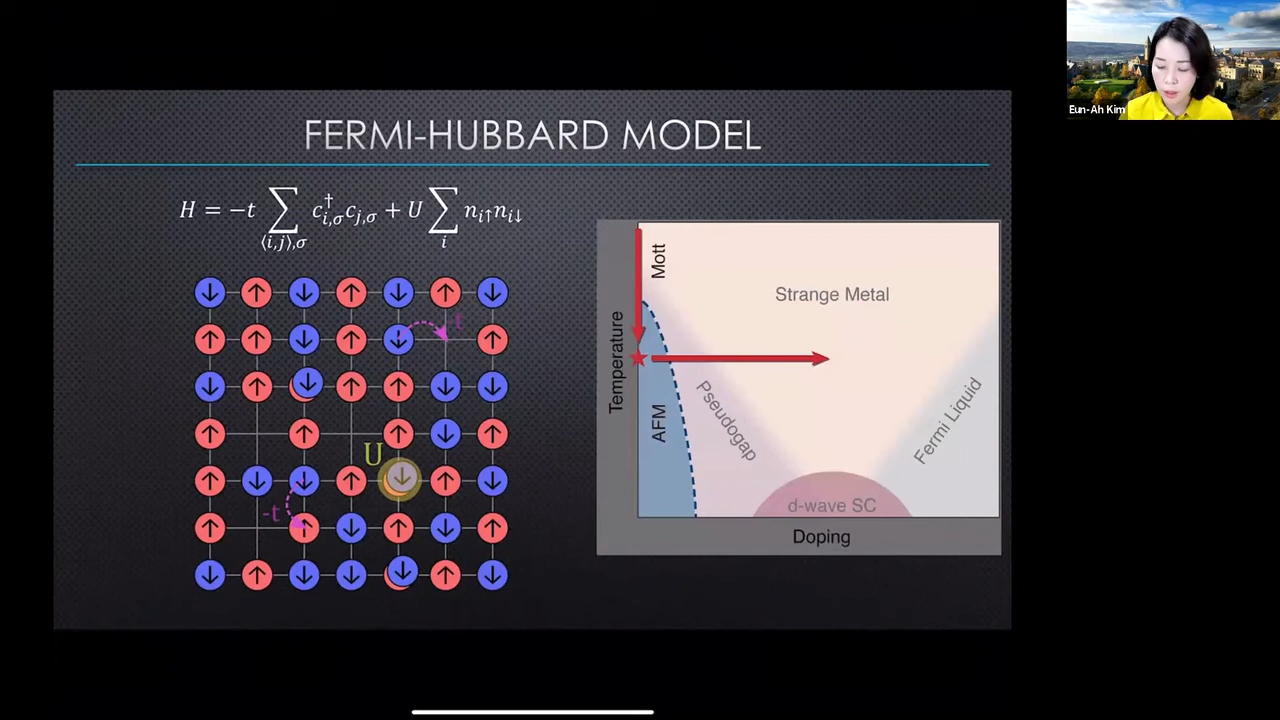 Eun-Ah Kim
FERMI-HUBBARD MODEL
H = −t ∑⟨i,j⟩,σ c†i,σ cj,σ + U ∑i ni↑ni↓
-t
U
-t
Mott
Strange Metal
Temperature
AFM
Pseudogap
Fermi Liquid
d-wave SC
Doping